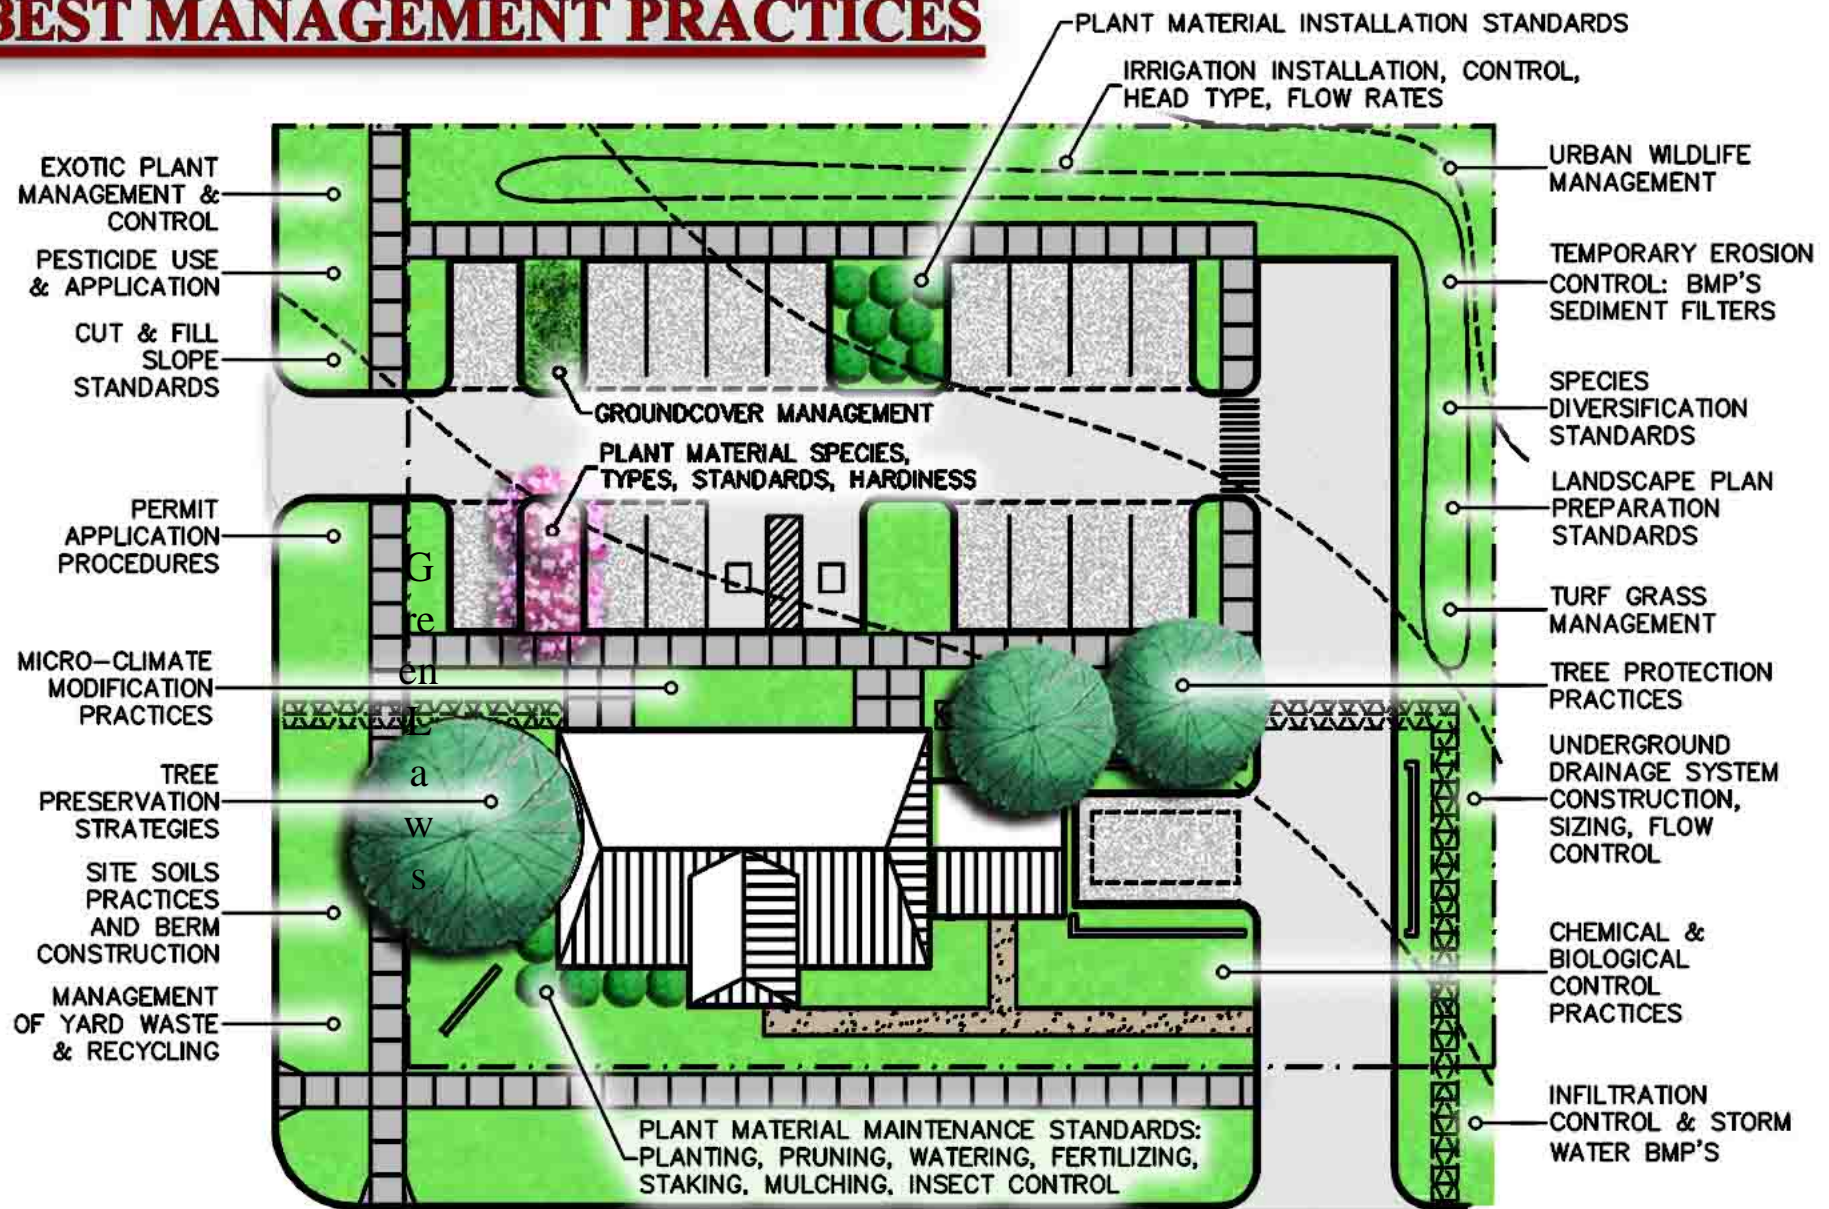 BEST MANAGEMENT PRACTICES
PLANT MATERIAL INSTALLATION STANDARDS
IRRIGATION INSTALLATION, CONTROL,
HEAD TYPE, FLOW RATES
EXOTIC PLANT
MANAGEMENT &
CONTROL
PESTICIDE USE
& APPLICATION
CUT & FILL
SLOPE
STANDARDS
PERMIT
APPLICATION
PROCEDURES
MICRO-CLIMATE
MODIFICATION
PRACTICES
TREE
PRESERVATION
STRATEGIES
SITE SOILS
PRACTICES
AND BERM
CONSTRUCTION
MANAGEMENT
OF YARD WASTE
& RECYCLING
GROUNDCOVER MANAGEMENT
PLANT MATERIAL SPECIES,
TYPES, STANDARDS, HARDINESS
G
re
en
L
a
w
s
PLANT MATERIAL MAINTENANCE STANDARDS:
PLANTING, PRUNING, WATERING, FERTILIZING,
STAKING, MULCHING, INSECT CONTROL
URBAN WILDLIFE
MANAGEMENT
TEMPORARY EROSION
CONTROL: BMP'S
SEDIMENT FILTERS
SPECIES
DIVERSIFICATION
STANDARDS
LANDSCAPE PLAN
PREPARATION
STANDARDS
TURF GRASS
MANAGEMENT
TREE PROTECTION
PRACTICES
UNDERGROUND
DRAINAGE SYSTEM
CONSTRUCTION,
SIZING, FLOW
CONTROL
CHEMICAL &
BIOLOGICAL
CONTROL
PRACTICES
INFILTRATION
CONTROL & STORM
WATER BMP'S